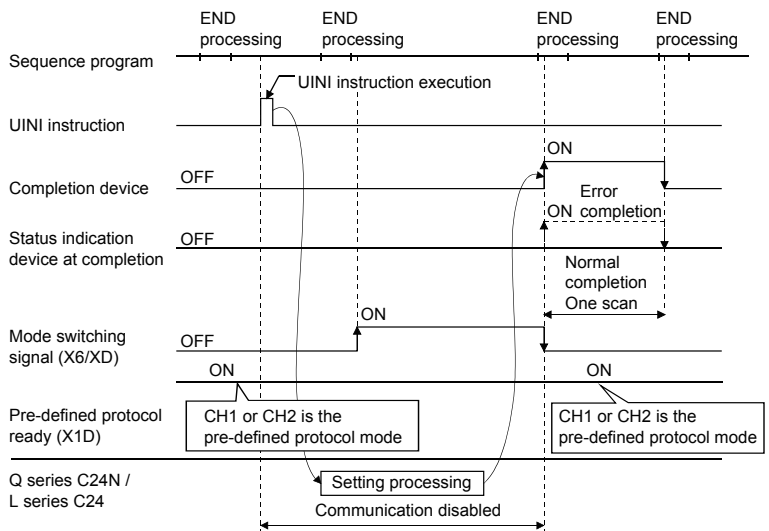 END processing
END processing
END processing
END processing
Sequence program
UINI instruction execution
UINI instruction
ON
OFF
Completion device
Error
ON completion
Status indication
device at completion
OFF
Normal
completion
One scan
ON
Mode switching
signal (X6/XD)
OFF
ON
ON
Pre-defined protocol
ready (X1D)
CH1 or CH2 is the
pre-defined protocol mode
CH1 or CH2 is the
pre-defined protocol mode
Q series C24N /
L series C24
Setting processing
Communication disabled